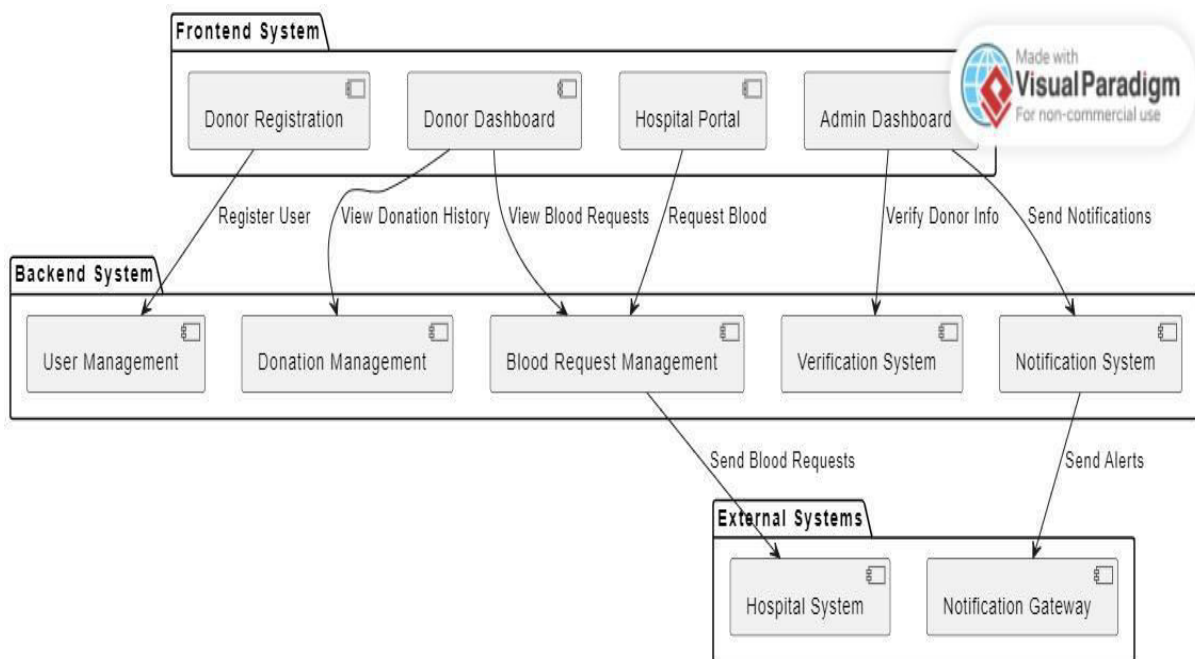 Frontend System
Made with
Visual Paradigm
For non-commercial use
Donor Registration
Donor Dashboard
Hospital Portal
Admin Dashboard
Register User
View Donation History
View Blood Requests
Request Blood
Verify Donor Info
Send Notifications
Backend System
User Management
Donation Management
Blood Request Management
Verification System
Notification System
Send Blood Requests
Send Alerts
External Systems
Hospital System
Notification Gateway